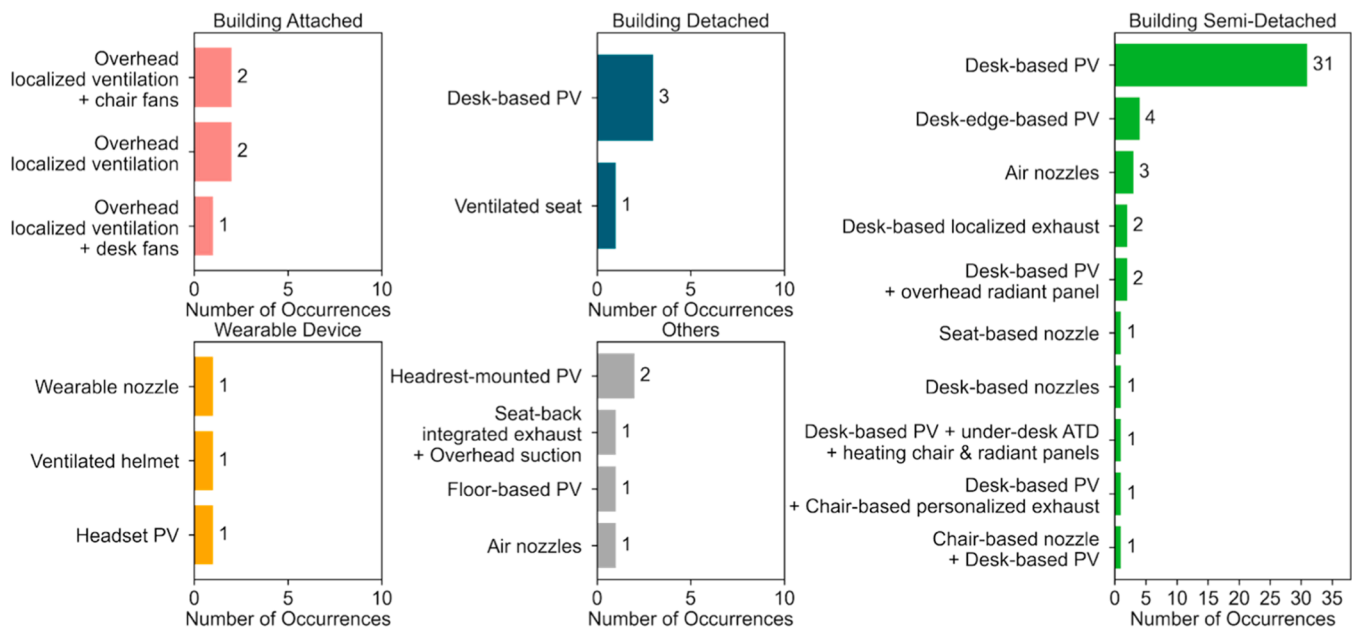 Building Attached
Overhead
localized ventilation
+ chair fans
2
Overhead
localized ventilation
2
Overhead
localized ventilation
+ desk fans
1
0 5 10
Number of Occurrences
Building Detached
Desk-based PV
3
Ventilated seat
1
0 5 10
Number of Occurrences
Building Semi-Detached
Desk-based PV
31
Desk-edge-based PV
4
Air nozzles
3
Desk-based localized exhaust
2
Desk-based PV
+ overhead radiant panel
2
Seat-based nozzle
1
Desk-based nozzles
1
Desk-based PV + under-desk ATD
+ heating chair & radiant panels
1
Desk-based PV
+ Chair-based personalized exhaust
1
Chair-based nozzle
+ Desk-based PV
1
0 5 10 15 20 25 30 35
Number of Occurrences
Wearable Device
Wearable nozzle
1
Ventilated helmet
1
Headset PV
1
0 5 10
Number of Occurrences
Others
Headrest-mounted PV
2
Seat-back
integrated exhaust
+ Overhead suction
1
Floor-based PV
1
Air nozzles
1
0 5 10
Number of Occurrences